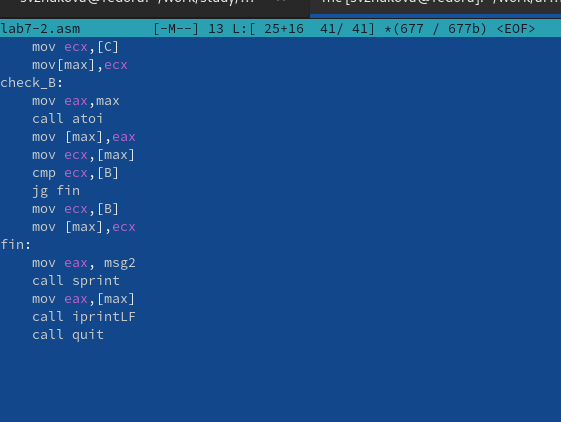 lab7-2.asm [-M--] 13 L:[ 25+16 41/ 41] *(677 / 677b) <EOF>
mov ecx,[C]
mov[max],ecx
check_B:
mov eax,max
call atoi
mov [max],eax
mov ecx,[max]
cmp ecx,[B]
jg fin
mov ecx,[B]
mov [max],ecx
fin:
mov eax, msg2
call sprint
mov eax,[max]
call iprintLF
call quit